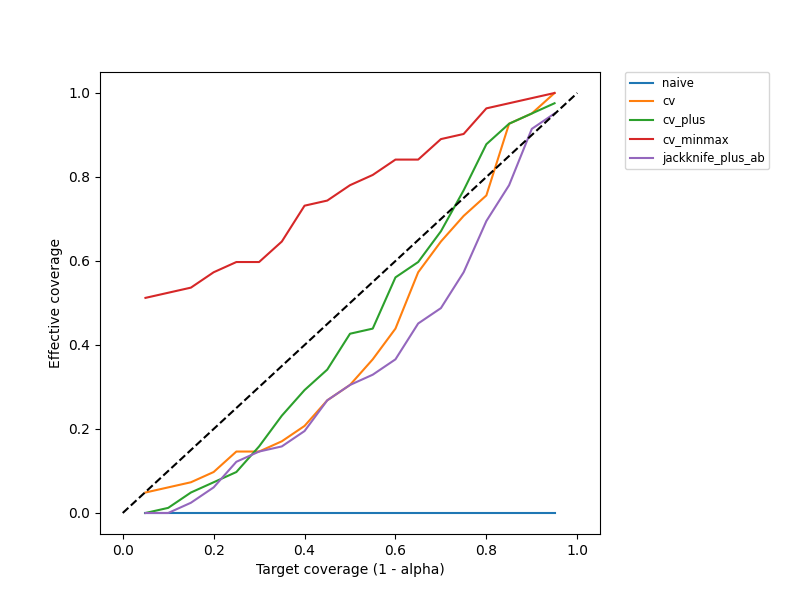 naive
cv
cv_plus
cv_minmax
jackknife_plus_ab
1.0
0.8
0.6
0.4
0.2
0.0
Effective coverage
0.0 0.2 0.4 0.6 0.8 1.0
Target coverage (1 - alpha)